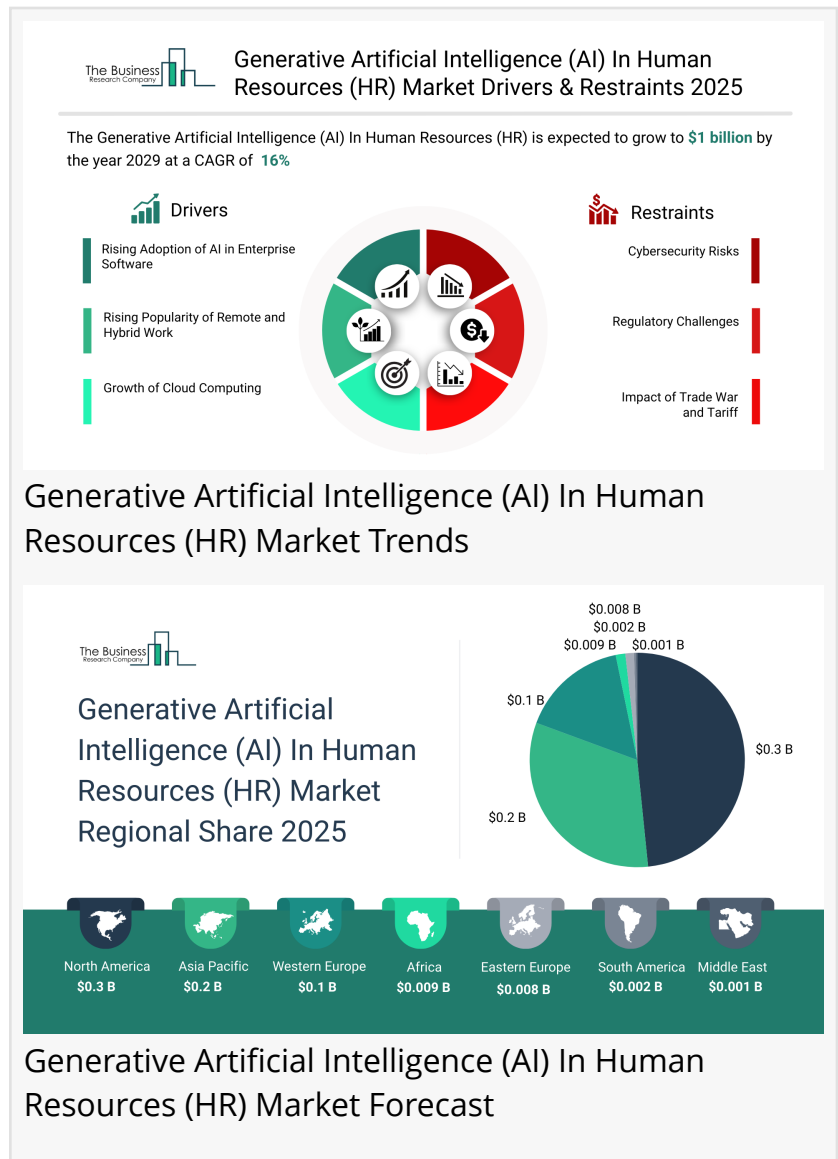 The Business
Research Company
Generative Artificial Intelligence (AI) In Human
Resources (HR) Market Drivers & Restraints 2025
The Generative Artificial Intelligence (AI) In Human Resources (HR) is expected to grow to $1 billion by
the year 2029 at a CAGR of 16%
Drivers
Rising Adoption of AI in Enterprise
Software
Rising Popularity of Remote and
Hybrid Work
Growth of Cloud Computing
Restraints
Cybersecurity Risks
Regulatory Challenges
Impact of Trade War
and Tariff
Generative Artificial Intelligence (AI) In Human
Resources (HR) Market Trends
The Business
Research Company
Generative Artificial
Intelligence (AI) In Human
Resources (HR) Market
Regional Share 2025
$0.008 B
$0.002 B
$0.009 B $0.001 B
$0.1 B
$0.3 B
$0.2 B
North America Asia Pacific Western Europe Africa Eastern Europe South America Middle East
$0.3 B $0.2 B $0.1 B $0.009 B $0.008 B $0.002 B $0.001 B
Generative Artificial Intelligence (AI) In Human
Resources (HR) Market Forecast